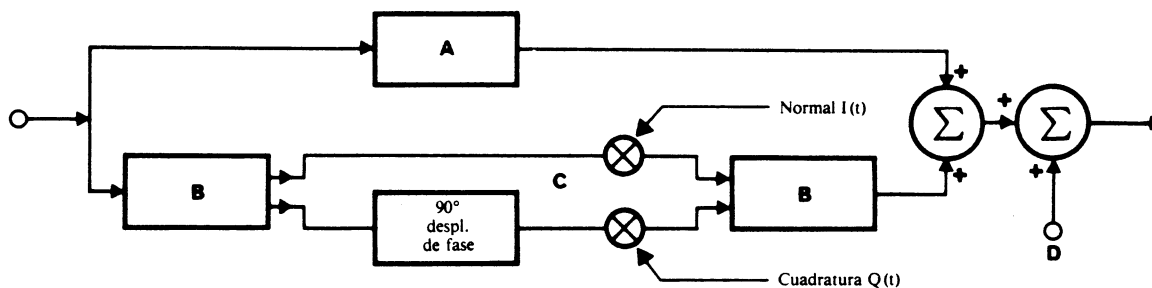 A
+
Normal I(t)
+
Σ
Σ
B
C
B
+
+
90°
despl.
de fase
D
Cuadratura Q(t)